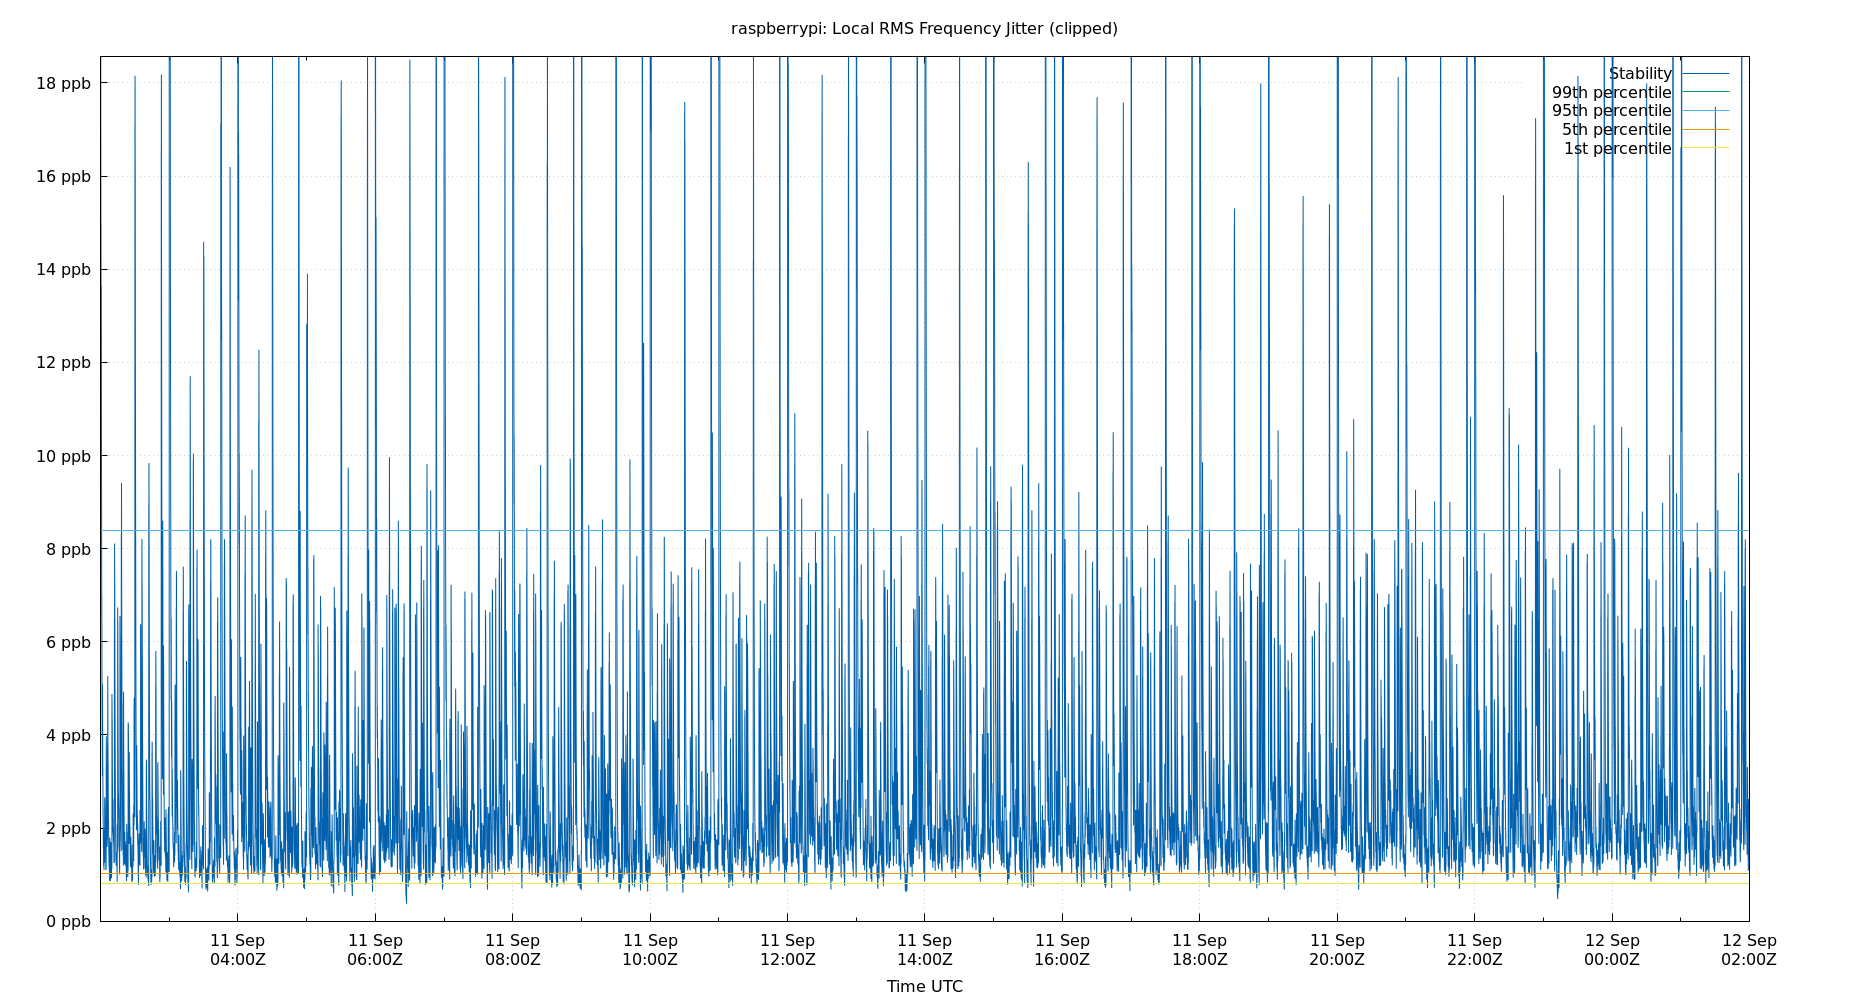 raspberrypi: Local RMS Frequency Jitter (clipped)
18 ppb
16 ppb
14 ppb
12 ppb
10 ppb
8 ppb
6 ppb
4 ppb
2 ppb
0 ppb
Stability
99th percentile
95th percentile
5th percentile
1st percentile
11 Sep 11 Sep 11 Sep 11 Sep 11 Sep 11 Sep 11 Sep 11 Sep 11 Sep 11 Sep 12 Sep 12 Sep
04:00Z 06:00Z 08:00Z 10:00Z 12:00Z 14:00Z 16:00Z 18:00Z 20:00Z 22:00Z 00:00Z 02:00Z
Time UTC